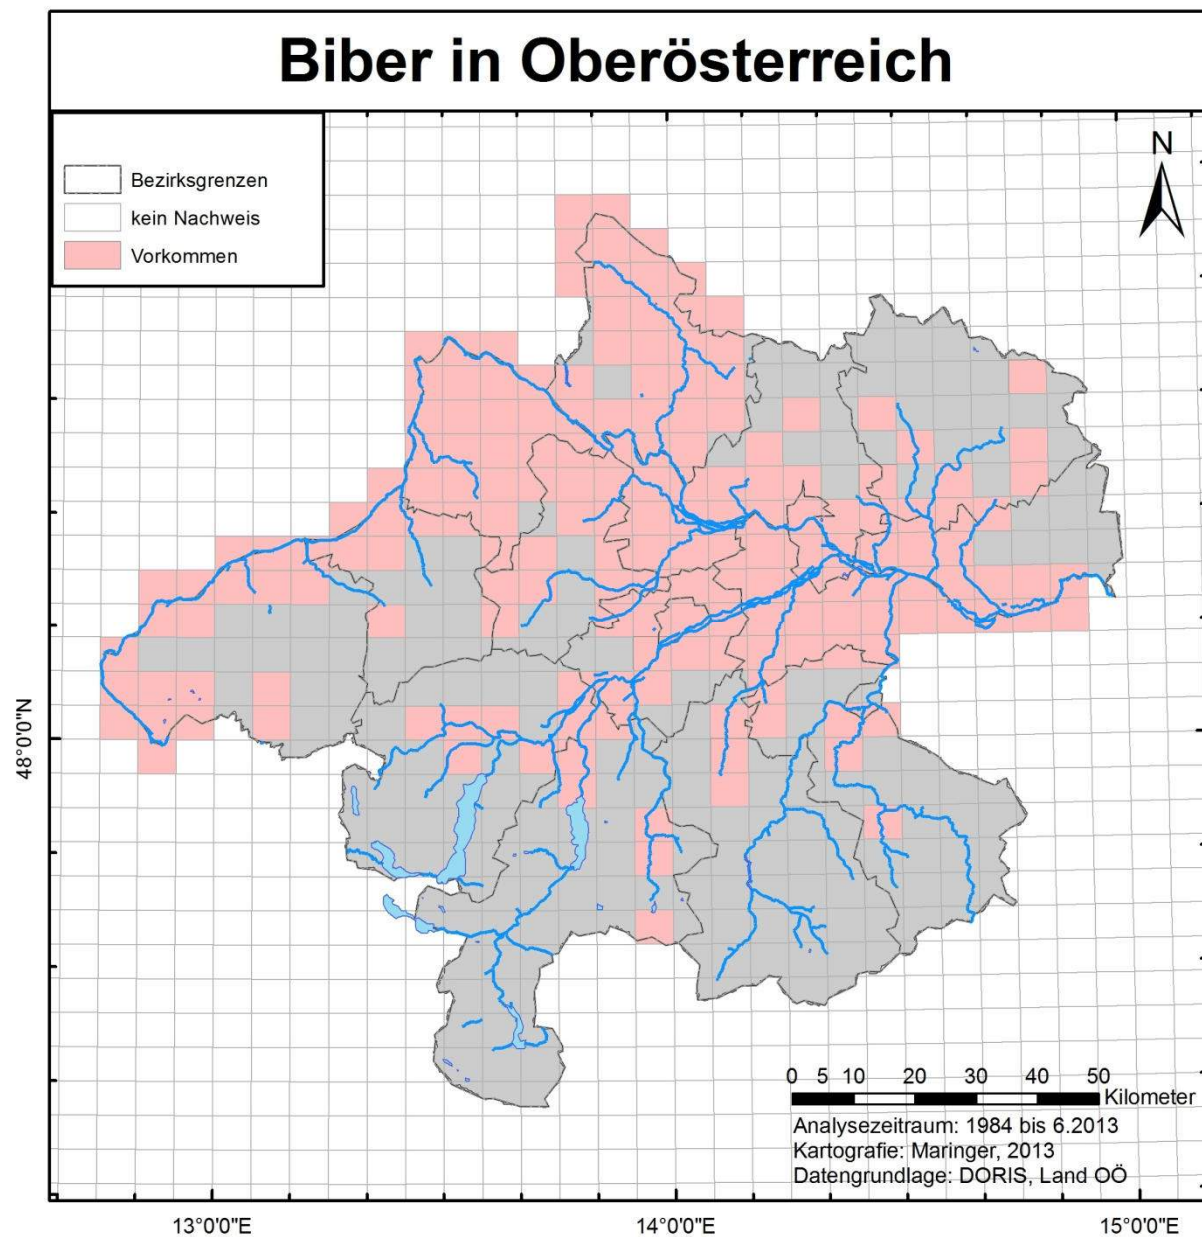 Biber in Oberösterreich
Bezirksgrenzen
kein Nachweis
Vorkommen
N
48°0'0"N
0 5 10 20 30 40 50
Kilometer
Analysezeitraum: 1984 bis 6.2013
Kartografie: Maringer, 2013
Datengrundlage: DORIS, Land OÖ
13°0'0"E 14°0'0"E 15°0'0"E